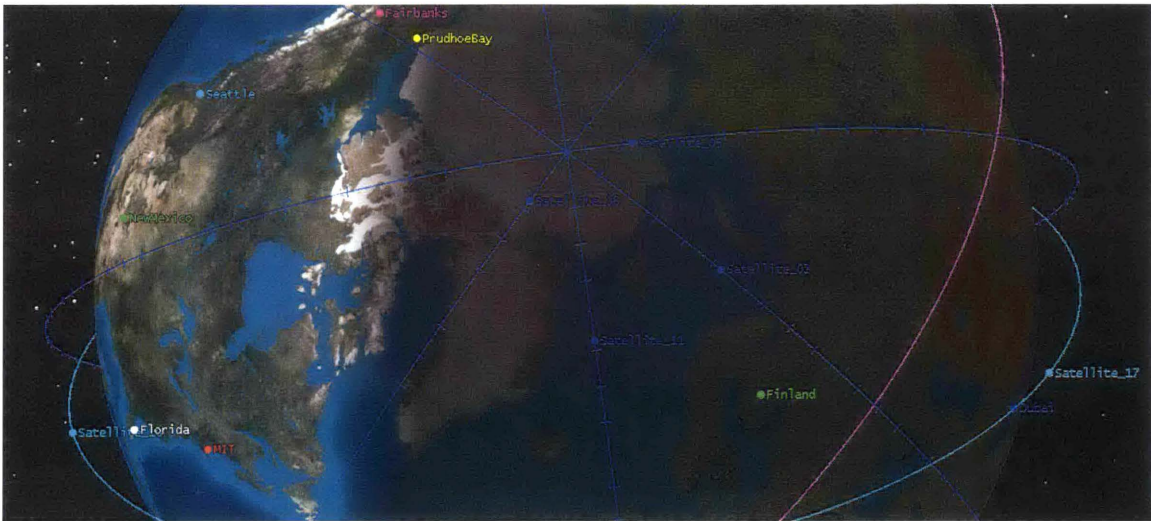 Fairbanks
PrudhoeBay
Seattle
NewMexico
Satellite_03
Satellite_11
Finland
Satellite_17
Dubai
Florida
MIT